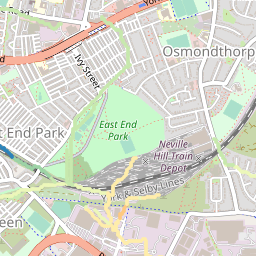 Ivy Street
Osmondthorp
East End
Park
t End Park
Neville
Hill Train
Depot
York & Selby Lines
een